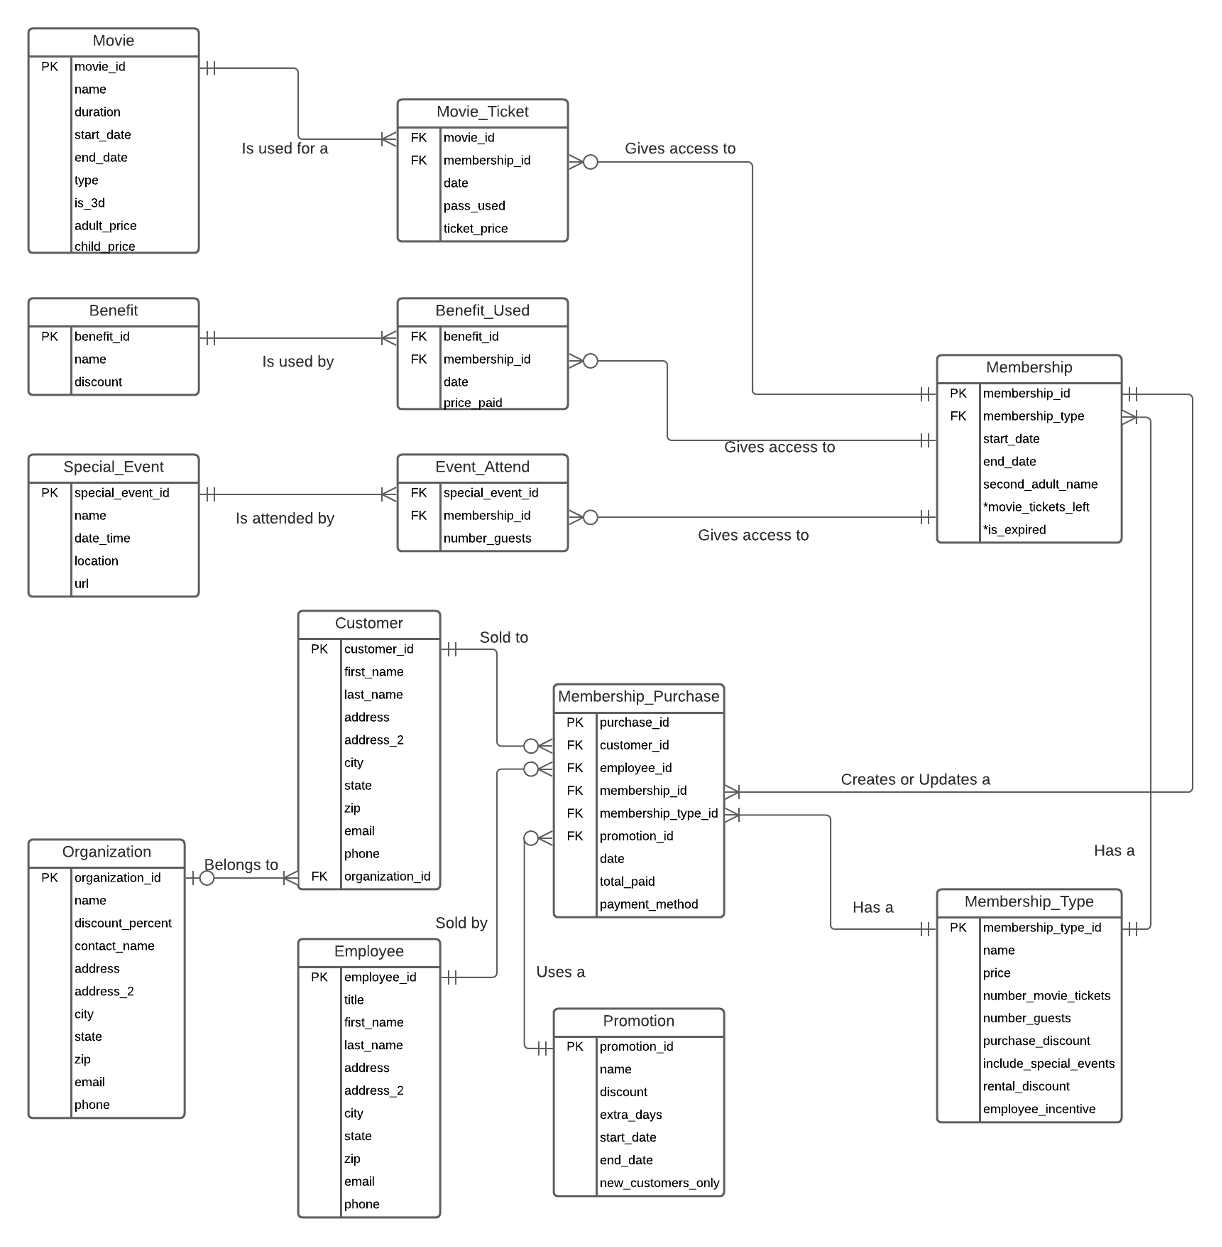 Movie
PK movie_id
name
duration
start_date
end_date
type
is_3d
adult_price
child_price
Is used for a
Movie_Ticket
FK movie_id
FK membership_id
date
pass_used
ticket_price
Gives access to
Benefit
PK benefit_id
name
discount
Is used by
Benefit_Used
FK benefit_id
FK membership_id
date
price_paid
Gives access to
Membership
PK membership_id
FK membership_type
start_date
end_date
second_adult_name
*movie_tickets_left
*is_expired
Special_Event
PK special_event_id
name
date_time
location
url
Is attended by
Event_Attend
FK special_event_id
FK membership_id
number_guests
Gives access to
Customer
PK customer_id
first_name
last_name
address
address_2
city
state
zip
email
phone
FK organization_id
Sold to
Membership_Purchase
PK purchase_id
FK customer_id
FK employee_id
FK membership_id
FK membership_type_id
FK promotion_id
date
total_paid
payment_method
Creates or Updates a
Has a
Has a
Organization
PK organization_id
name
discount_percent
contact_name
address
address_2
city
state
zip
email
phone
Belongs to
Sold by
Employee
PK employee_id
title
first_name
last_name
address
address_2
city
state
zip
email
phone
Uses a
Promotion
PK promotion_id
name
discount
extra_days
start_date
end_date
new_customers_only
Membership_Type
PK membership_type_id
name
price
number_movie_tickets
number_guests
purchase_discount
include_special_events
rental_discount
employee_incentive